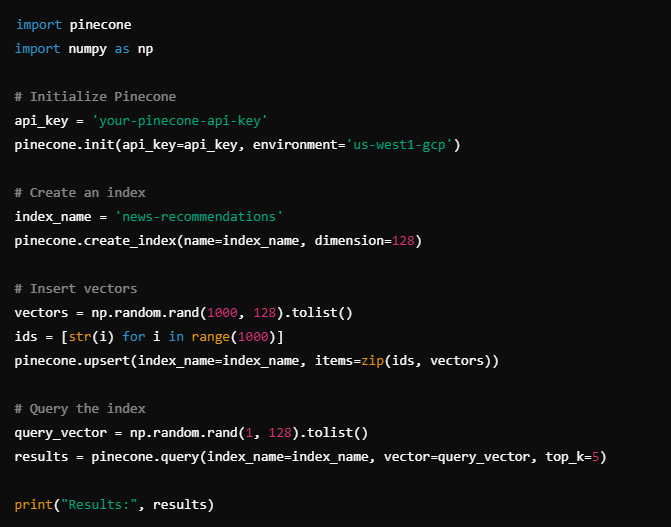 import pinecone
import numpy as np
# Initialize Pinecone
api_key = 'your-pinecone-api-key'
pinecone.init(api_key=api_key, environment='us-west1-gcp')
# Create an index
index_name = 'news-recommendations'
pinecone.create_index(name=index_name, dimension=128)
# Insert vectors
vectors = np.random.rand(1000, 128).tolist()
ids = [str(i) for i in range(1000)]
pinecone.upsert(index_name=index_name, items=zip(ids, vectors))
# Query the index
query_vector = np.random.rand(1, 128).tolist()
results = pinecone.query(index_name=index_name, vector=query_vector, top_k=5)
print("Results:", results)